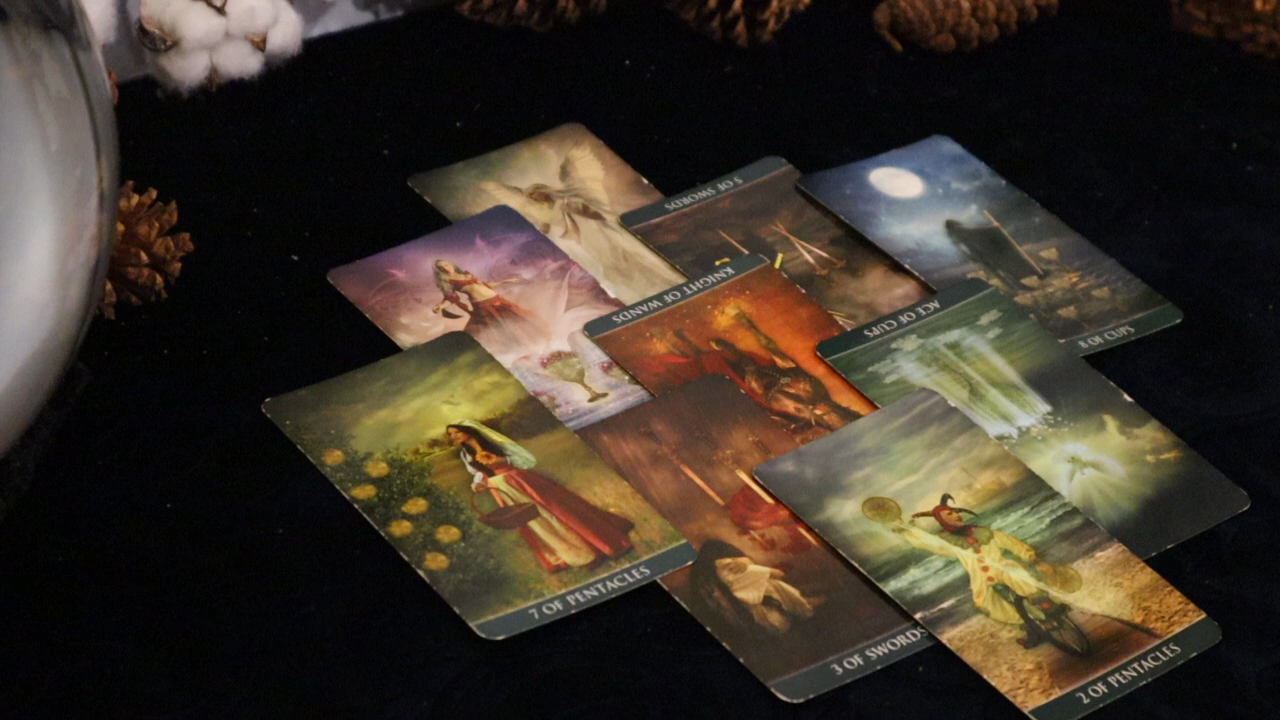 5 OF SWORDS
KNIGHT OF WANDS
ACE OF CUPS
8 OF CUPS
7 OF PENTACLES
3 OF SWORDS
2 OF PENTACLES